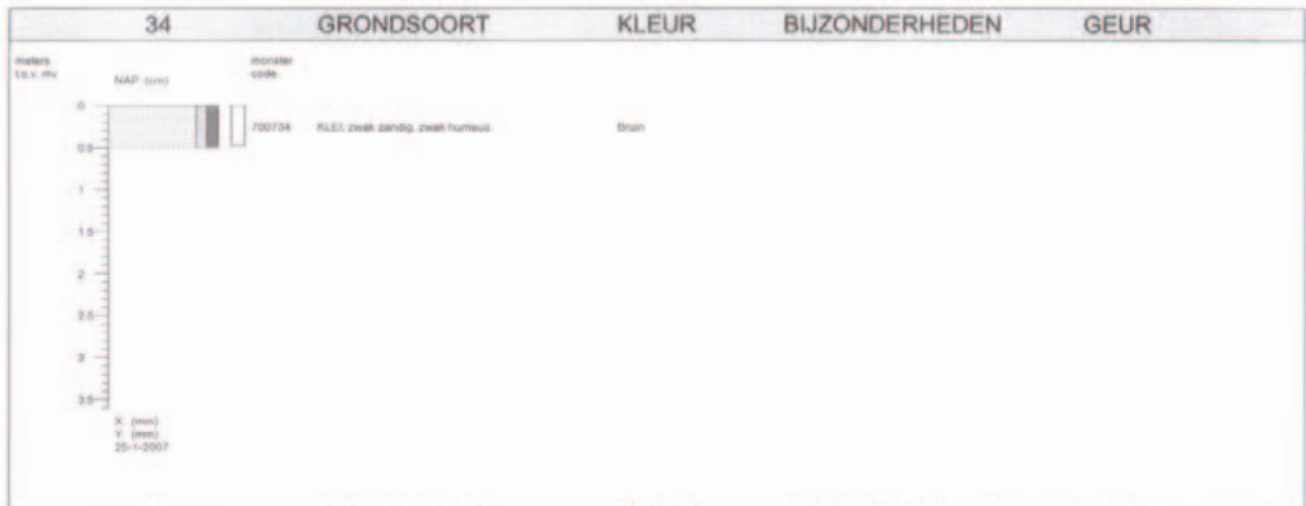 34 GRONDSOORT KLEUR BIJZONDERHEDEN GEUR
meters
t.o.v. mv
NAP: (cm)
monster
code
0
700734 KLEI, zwak zandig, zwak humeus Bruin
0.5
1
1.5
2
2.5
3
3.5
X: (mm)
Y: (mm)
25-1-2007